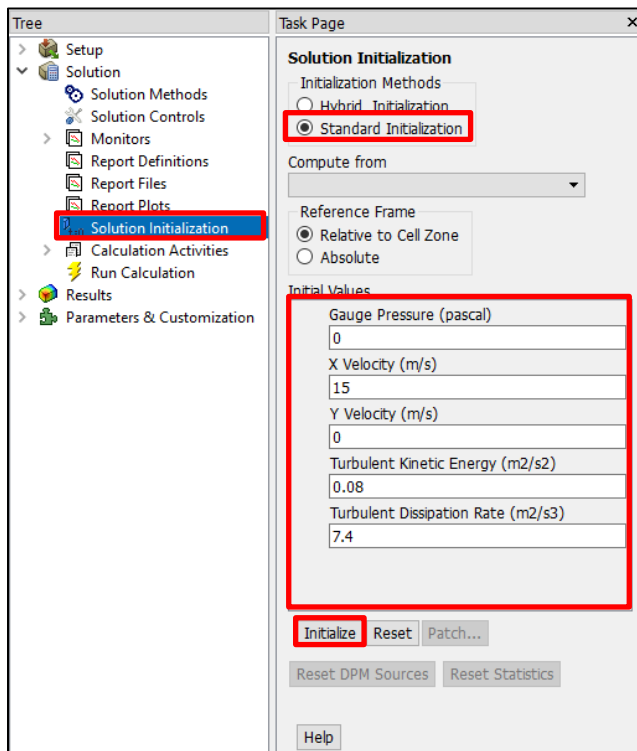 Tree
Setup
Solution
Solution Methods
Solution Controls
Monitors
Report Definitions
Report Files
Report Plots
Solution Initialization
Calculation Activities
Run Calculation
Results
Parameters & Customization
Task Page
Solution Initialization
Initialization Methods
Hybrid Initialization
Standard Initialization
Compute from
Reference Frame
Relative to Cell Zone
Absolute
Initial Values
Gauge Pressure (pascal)
0
X Velocity (m/s)
15
Y Velocity (m/s)
0
Turbulent Kinetic Energy (m2/s2)
0.08
Turbulent Dissipation Rate (m2/s3)
7.4
Initialize Reset Patch...
Reset DPM Sources Reset Statistics
Help